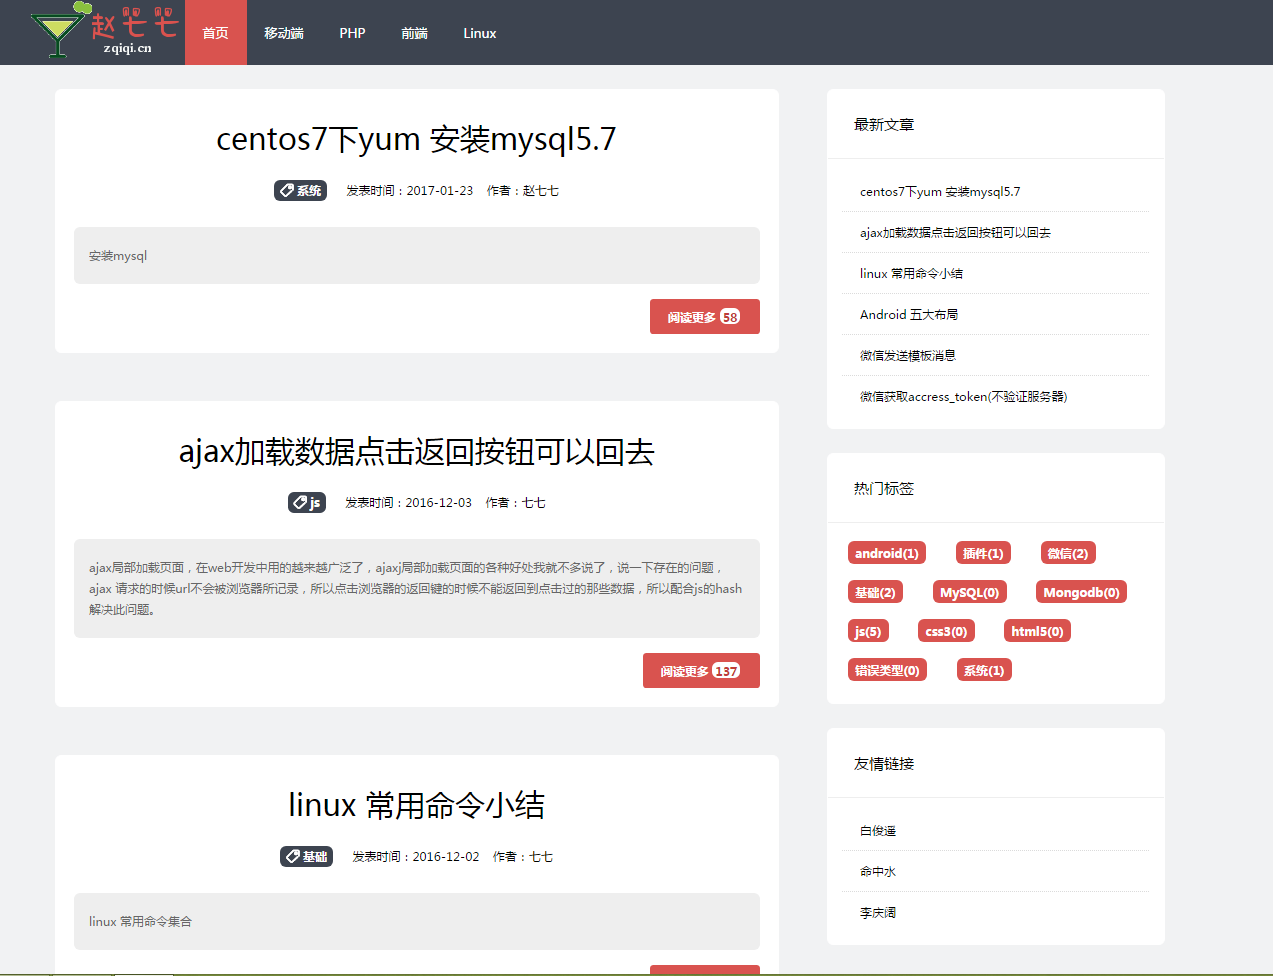 赵七七
zqiqi.cn
首页 移动端 PHP 前端 Linux
centos7下yum 安装mysql5.7
系统 发表时间：2017-01-23 作者：赵七七
安装mysql
阅读更多 58
ajax加载数据点击返回按钮可以回去
js 发表时间：2016-12-03 作者：七七
ajax局部加载页面，在web开发中用的越来越广泛了，ajaxj局部加载页面的各种好处我就不多说了，说一下存在的问题，
ajax 请求的时候url不会被浏览器所记录，所以点击浏览器的返回键的时候不能返回到点击过的那些数据，所以配合js的hash
解决此问题。
阅读更多 137
linux 常用命令小结
基础 发表时间：2016-12-02 作者：七七
linux 常用命令集合
最新文章
centos7下yum 安装mysql5.7
ajax加载数据点击返回按钮可以回去
linux 常用命令小结
Android 五大布局
微信发送模板消息
微信获取accress_token(不验证服务器)
热门标签
android(1) 插件(1) 微信(2)
基础(2) MySQL(0) Mongodb(0)
js(5) css3(0) html5(0)
错误类型(0) 系统(1)
友情链接
白俊遥
命中水
李庆阔